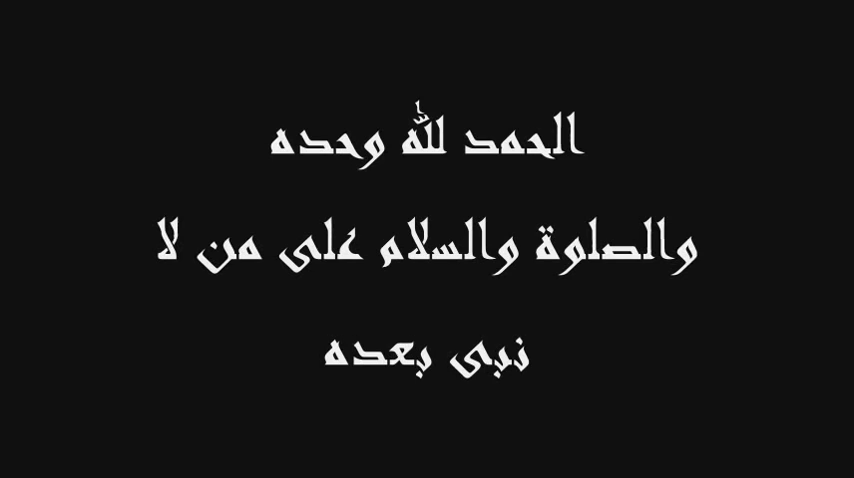 الحمد لله وحده
والصلوة والسلام على من لا
نبى بعده